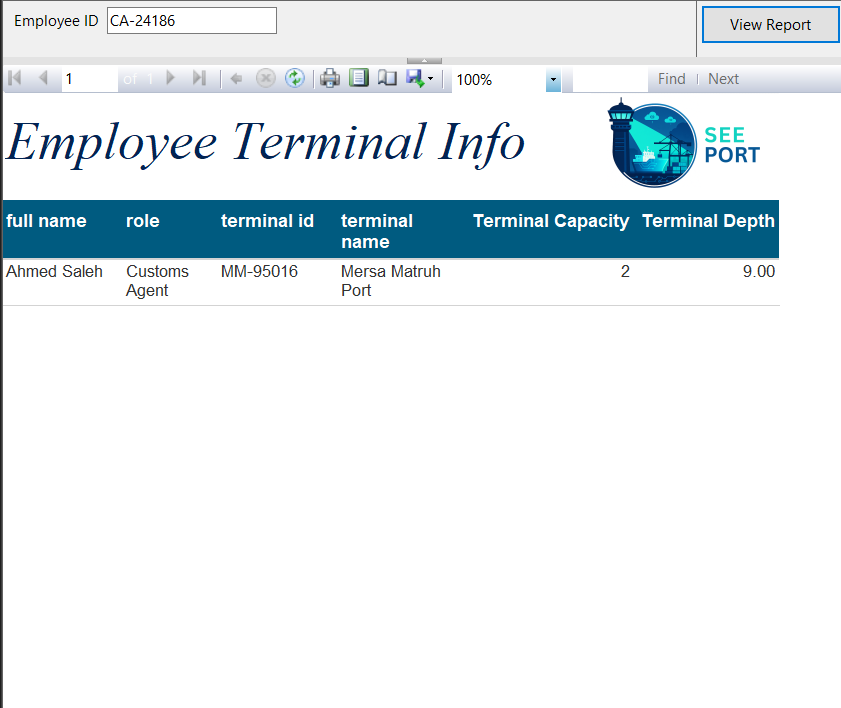 Employee ID CA-24186 View Report
1 of 1 100% Find Next
Employee Terminal Info
SEE
PORT
full name role terminal id terminal name Terminal Capacity Terminal Depth
Ahmed Saleh Customs Agent MM-95016 Mersa Matruh Port 2 9.00